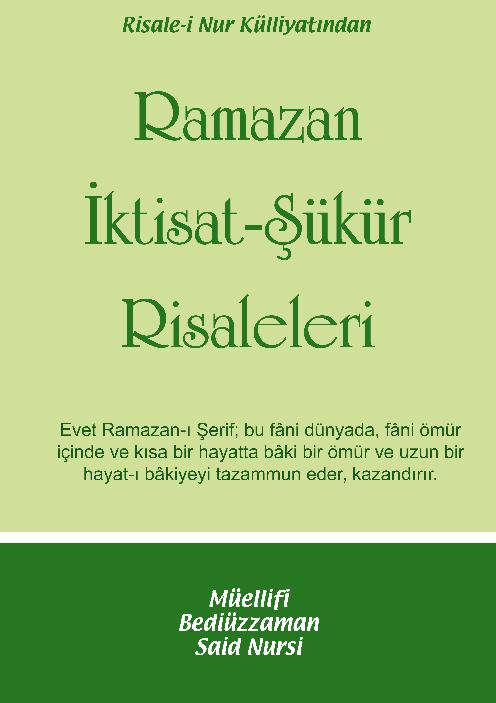 Risale-i Nur Külliyatından
Ramazan
İktisat-Şükür
Risaleleri
Evet Ramazan-ı Şerif; bu fâni dünyada, fâni ömür
içinde ve kısa bir hayatta bâki bir ömür ve uzun bir
hayat-ı bâkiyeyi tazammun eder, kazandırır.
Müellifi
Bediüzzaman
Said Nursi